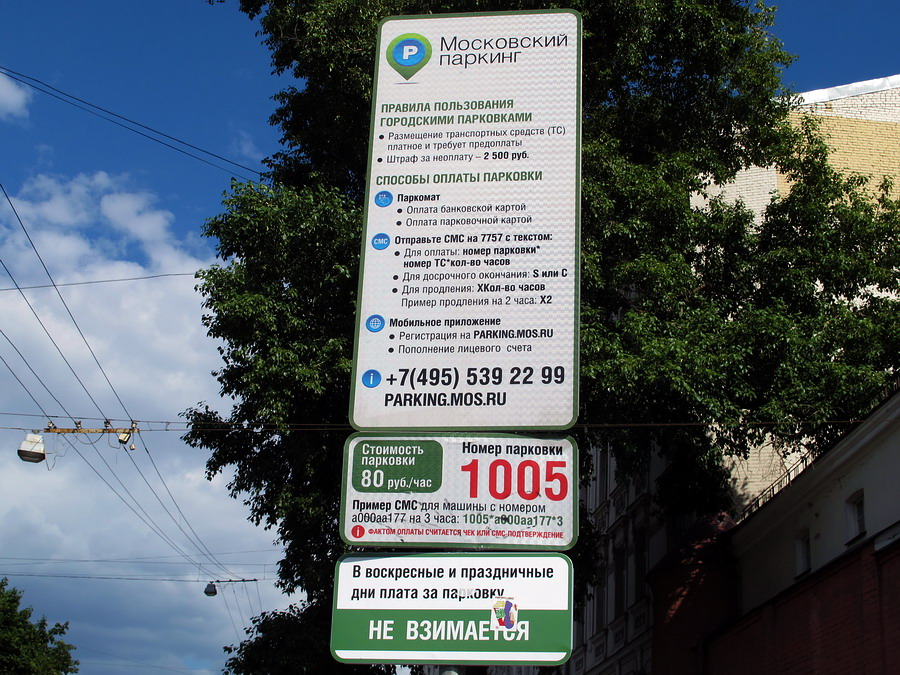 P
Московский
паркинг
ПРАВИЛА ПОЛЬЗОВАНИЯ
ГОРОДСКИМИ ПАРКОВКАМИ
• Размещение транспортных средств (ТС)
платное и требует предоплаты
• Штраф за неоплату – 2 500 руб.
СПОСОБЫ ОПЛАТЫ ПАРКОВКИ
Паркомат
• Оплата банковской картой
• Оплата парковочной картой
СМС Отправьте СМС на 7757 с текстом:
• Для оплаты: номер парковки*
номер ТС*кол-во часов
• Для досрочного окончания: S или С
• Для продления: ХКол-во часов
Пример продления на 2 часа: Х2
Мобильное приложение
• Регистрация на PARKING.MOS.RU
• Пополнение лицевого счета
i +7(495) 539 22 99
PARKING.MOS.RU
Стоимость
парковки
80 руб./час
Номер парковки
1005
Пример СМС для машины с номером
а000аа177 на 3 часа: 1005*а000аа177*3
i ФАКТОМ ОПЛАТЫ СЧИТАЕТСЯ ЧЕК ИЛИ СМС ПОДТВЕРЖДЕНИЕ
В воскресные и праздничные
дни плата за парковку
НЕ ВЗИМАЕТСЯ